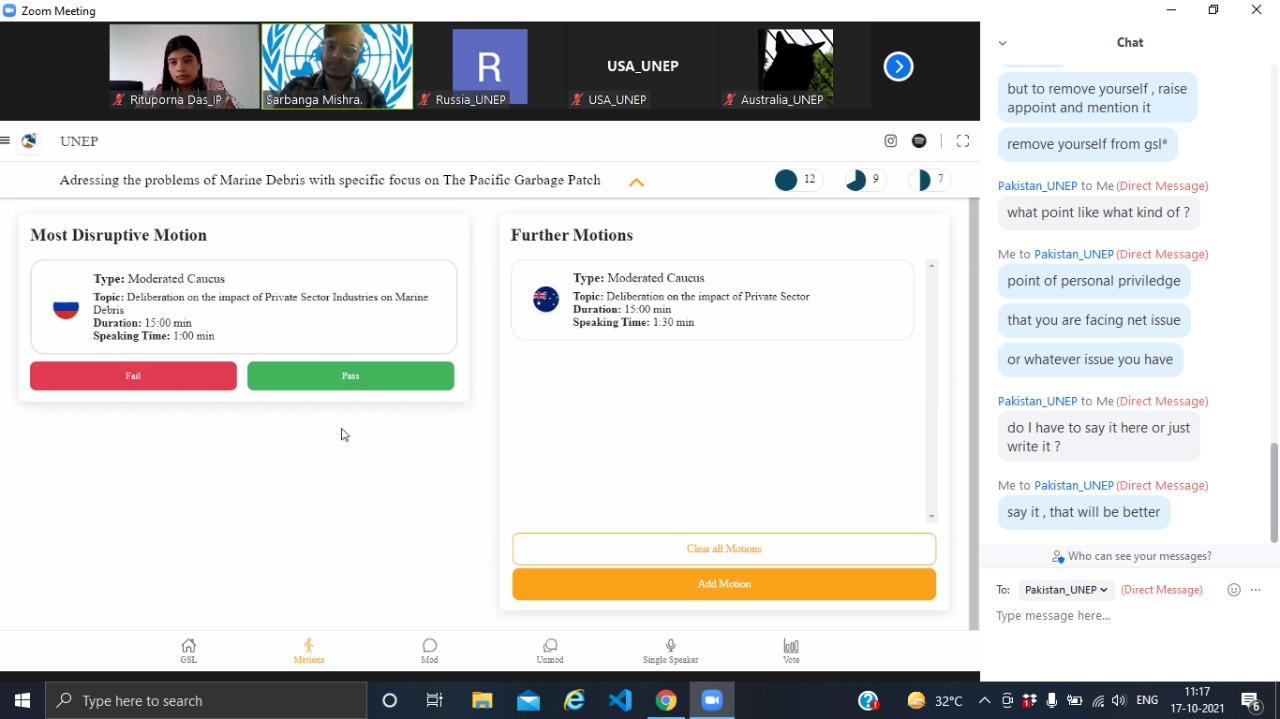 Zoom Meeting
Rituporna Das_IP
Sarbanga Mishra.
R
Russia_UNEP
USA_UNEP
USA_UNEP
Australia_UNEP
UNEP
Adressing the problems of Marine Debris with specific focus on The Pacific Garbage Patch
12
9
7
Most Disruptive Motion
Type: Moderated Caucus
Topic: Deliberation on the impact of Private Sector Industries on Marine
Debris
Duration: 15:00 min
Speaking Time: 1:00 min
Fail
Pass
Further Motions
Type: Moderated Caucus
Topic: Deliberation on the impact of Private Sector
Duration: 15:00 min
Speaking Time: 1:30 min
Clear all Motions
Add Motion
GSL
Motions
Mod
Unmod
Single Speaker
Vote
Chat
but to remove yourself , raise
appoint and mention it
remove yourself from gsl*
Pakistan_UNEP to Me (Direct Message)
what point like what kind of ?
Me to Pakistan_UNEP (Direct Message)
point of personal priviledge
that you are facing net issue
or whatever issue you have
Pakistan_UNEP to Me (Direct Message)
do I have to say it here or just
write it ?
Me to Pakistan_UNEP (Direct Message)
say it , that will be better
Who can see your messages?
To: Pakistan_UNEP (Direct Message)
Type message here...
Type here to search
32°C
ENG
11:17
17-10-2021
6